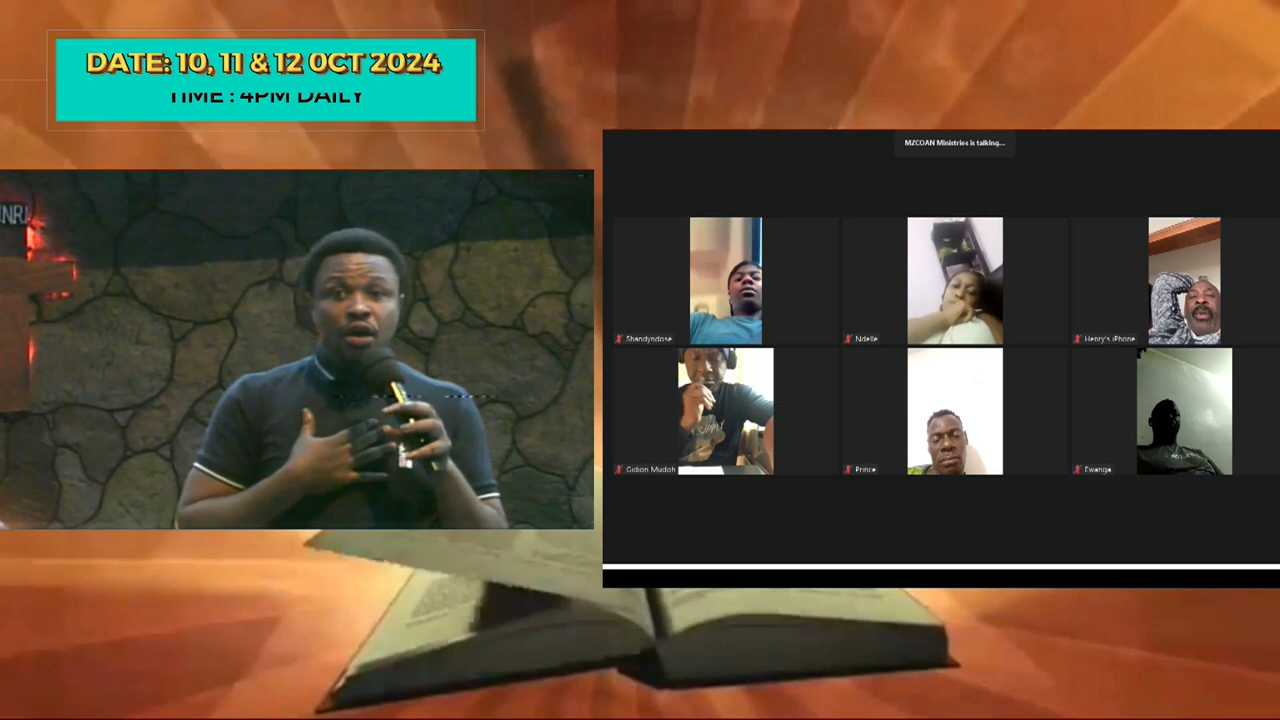 DATE: 10, 11 & 12 OCT 2024
TIME : 4PM DAILY
INRI
MZCOAN Ministries is talking...
Shandyndose
Ndelle
Henry's iPhone
Gidion Mudoh
Prince
Ewanga